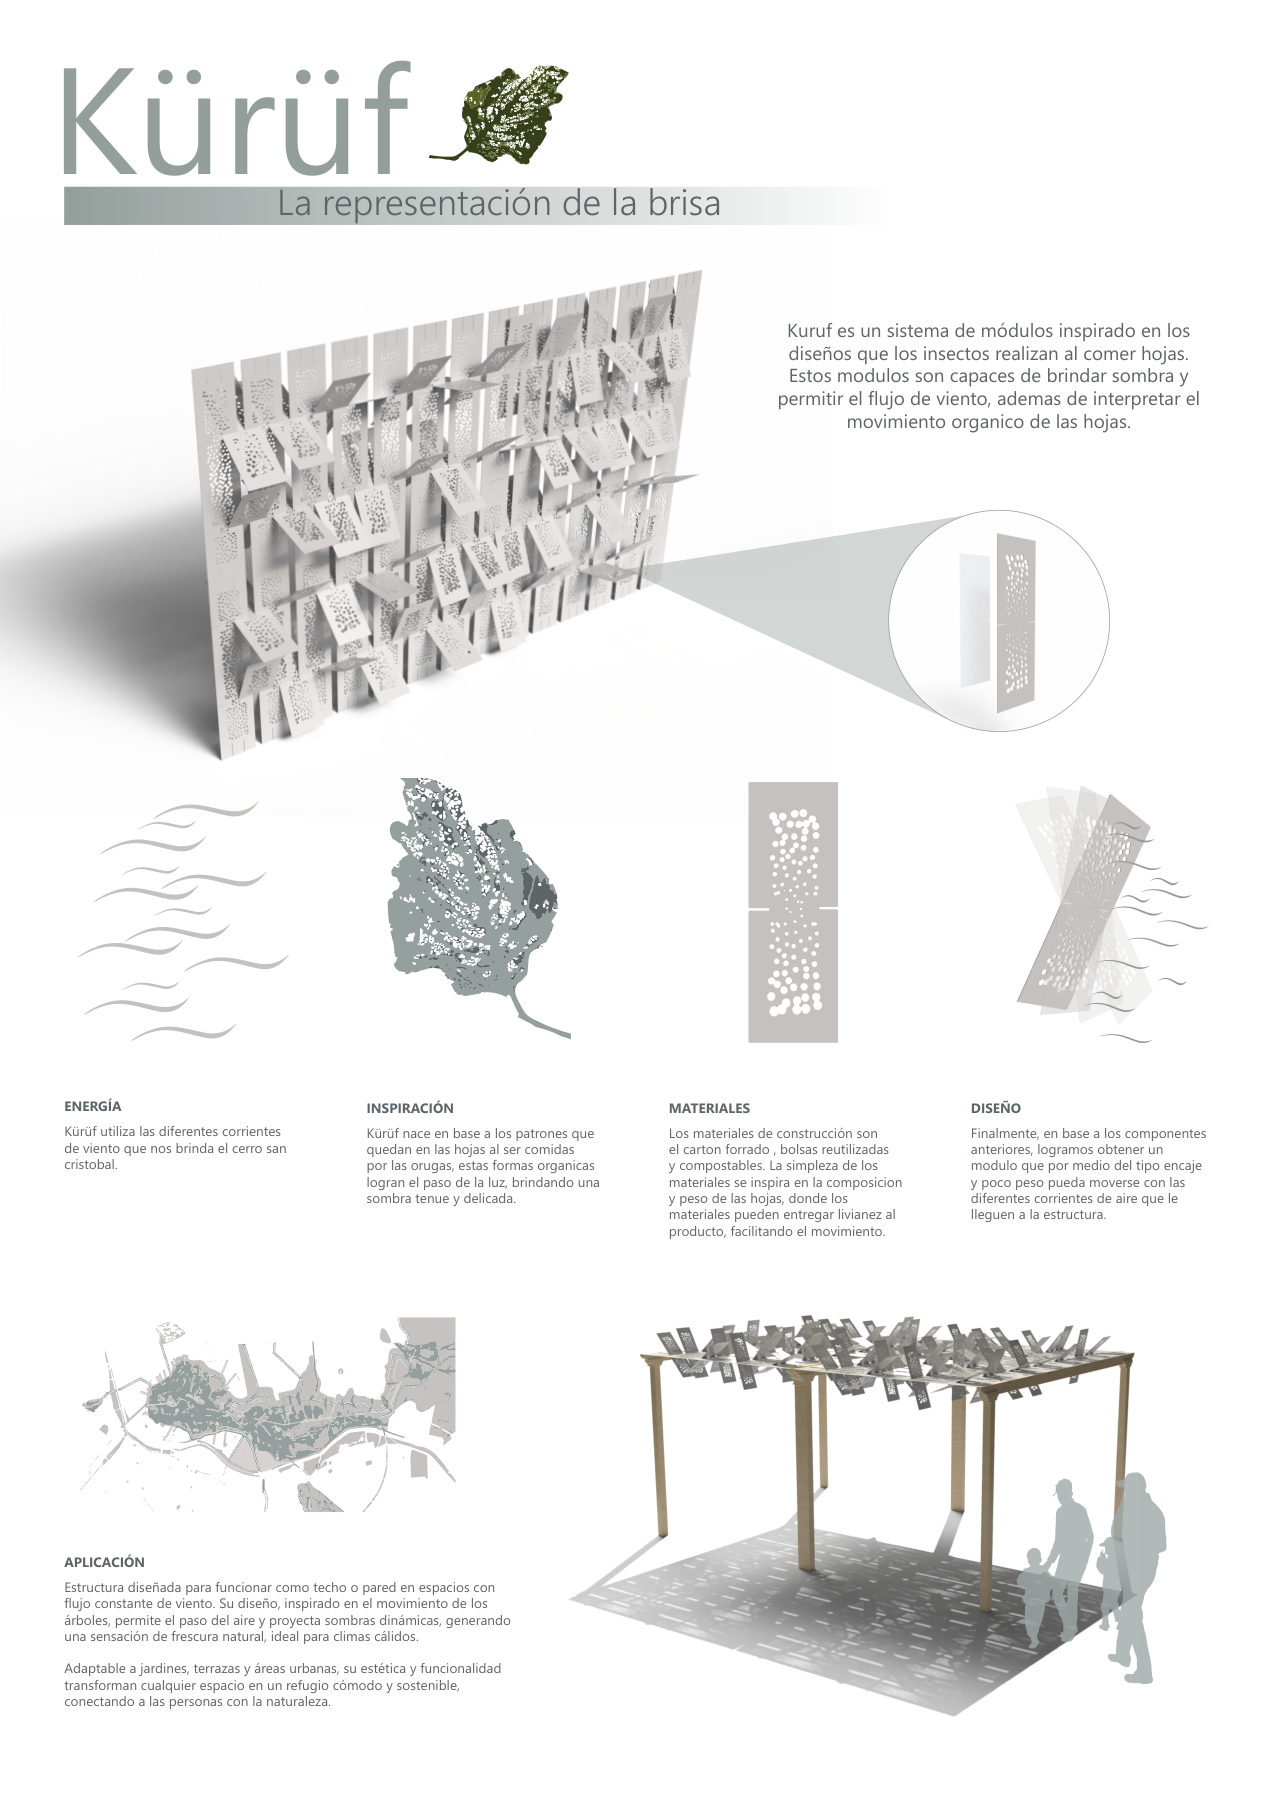 Kürüf
La representación de la brisa
Kuruf es un sistema de módulos inspirado en los
diseños que los insectos realizan al comer hojas.
Estos modulos son capaces de brindar sombra y
permitir el flujo de viento, ademas de interpretar el
movimiento organico de las hojas.
ENERGÍA
Kürüf utiliza las diferentes corrientes
de viento que nos brinda el cerro san
cristobal.
INSPIRACIÓN
Kürüf nace en base a los patrones que
quedan en las hojas al ser comidas
por las orugas, estas formas organicas
logran el paso de la luz, brindando una
sombra tenue y delicada.
MATERIALES
Los materiales de construcción son
el carton forrado , bolsas reutilizadas
y compostables. La simpleza de los
materiales se inspira en la composicion
y peso de las hojas, donde los
materiales pueden entregar livianez al
producto, facilitando el movimiento.
DISEÑO
Finalmente, en base a los componentes
anteriores, logramos obtener un
modulo que por medio del tipo encaje
y poco peso pueda moverse con las
diferentes corrientes de aire que le
lleguen a la estructura.
APLICACIÓN
Estructura diseñada para funcionar como techo o pared en espacios con
flujo constante de viento. Su diseño, inspirado en el movimiento de los
árboles, permite el paso del aire y proyecta sombras dinámicas, generando
una sensación de frescura natural, ideal para climas cálidos.
Adaptable a jardines, terrazas y áreas urbanas, su estética y funcionalidad
transforman cualquier espacio en un refugio cómodo y sostenible,
conectando a las personas con la naturaleza.